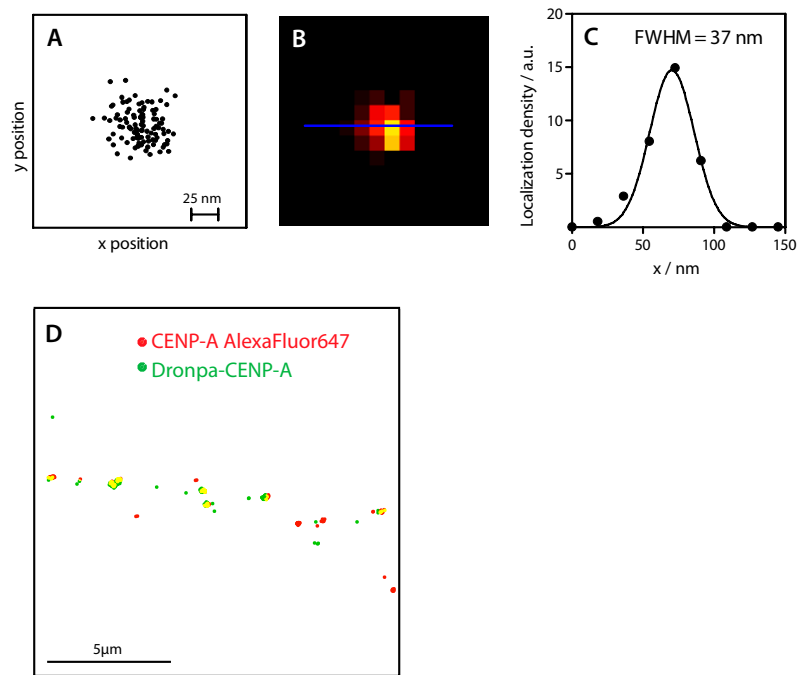 A
y position
25 nm
x position
B
C
FWHM = 37 nm
Localization density / a.u.
20
15
10
5
0
50
100
150
x / nm
D
CENP-A AlexaFluor647
Dronpa-CENP-A
5µm